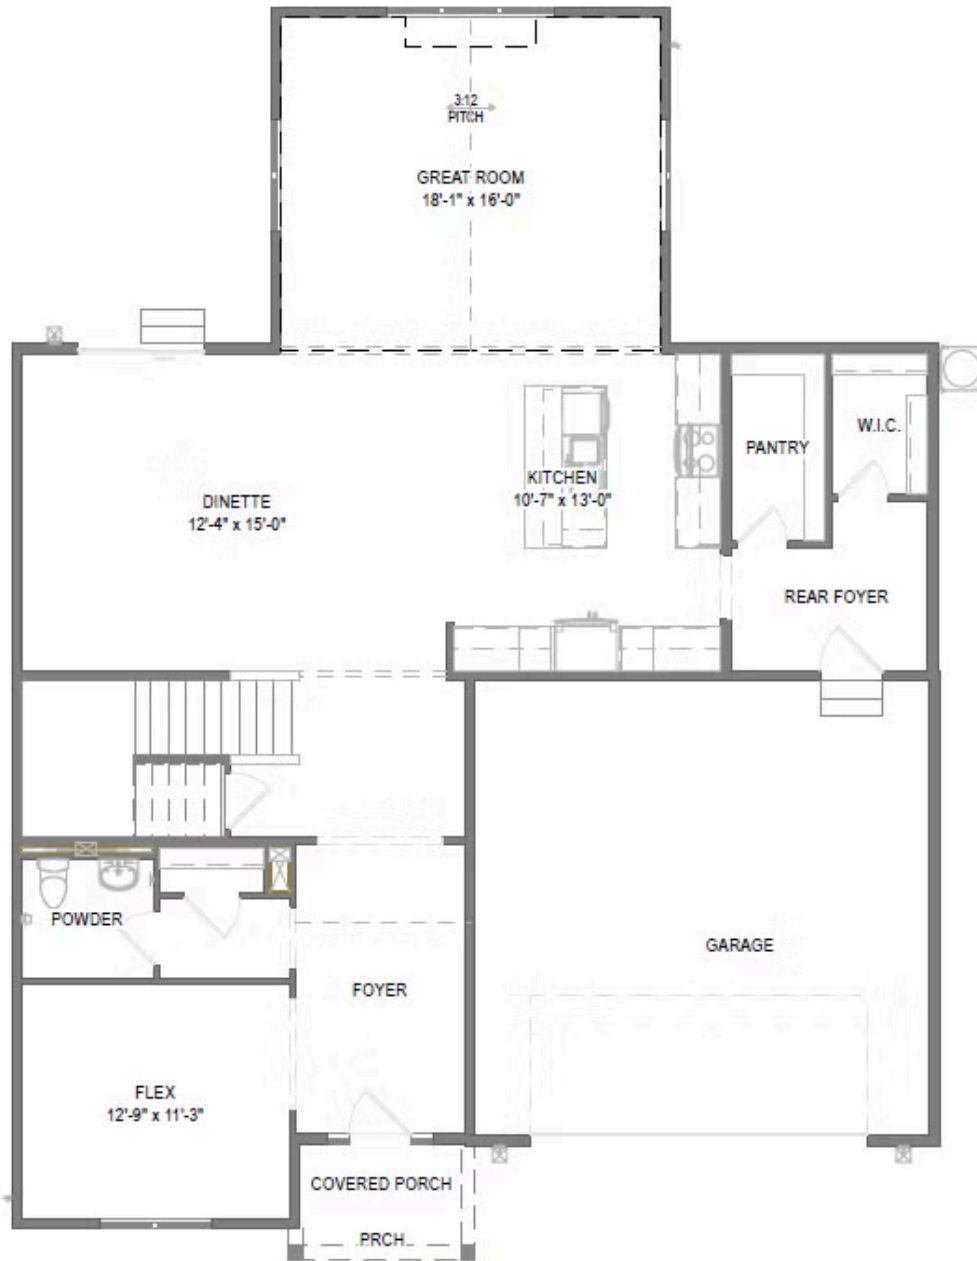 3:12
PITCH
GREAT ROOM
18'-1" x 16'-0"
W.I.C.
PANTRY
KITCHEN
10'-7" x 13'-0"
DINETTE
12'-4" x 15'-0"
REAR FOYER
POWDER
GARAGE
FOYER
FLEX
12'-9" x 11'-3"
COVERED PORCH
PRCH